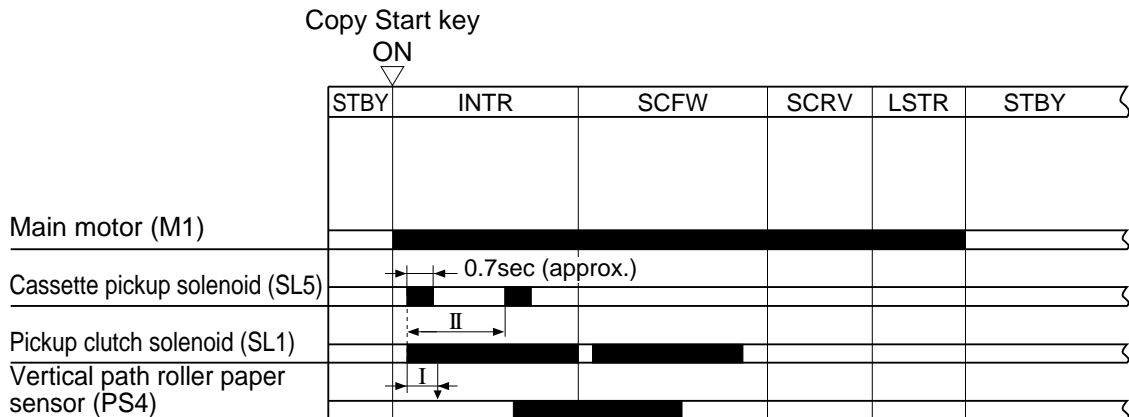 Copy Start key
ON
STBY INTR SCFW SCRV LSTR STBY
Main motor (M1)
0.7sec (approx.)
Cassette pickup solenoid (SL5)
II
Pickup clutch solenoid (SL1)
I
Vertical path roller paper
sensor (PS4)